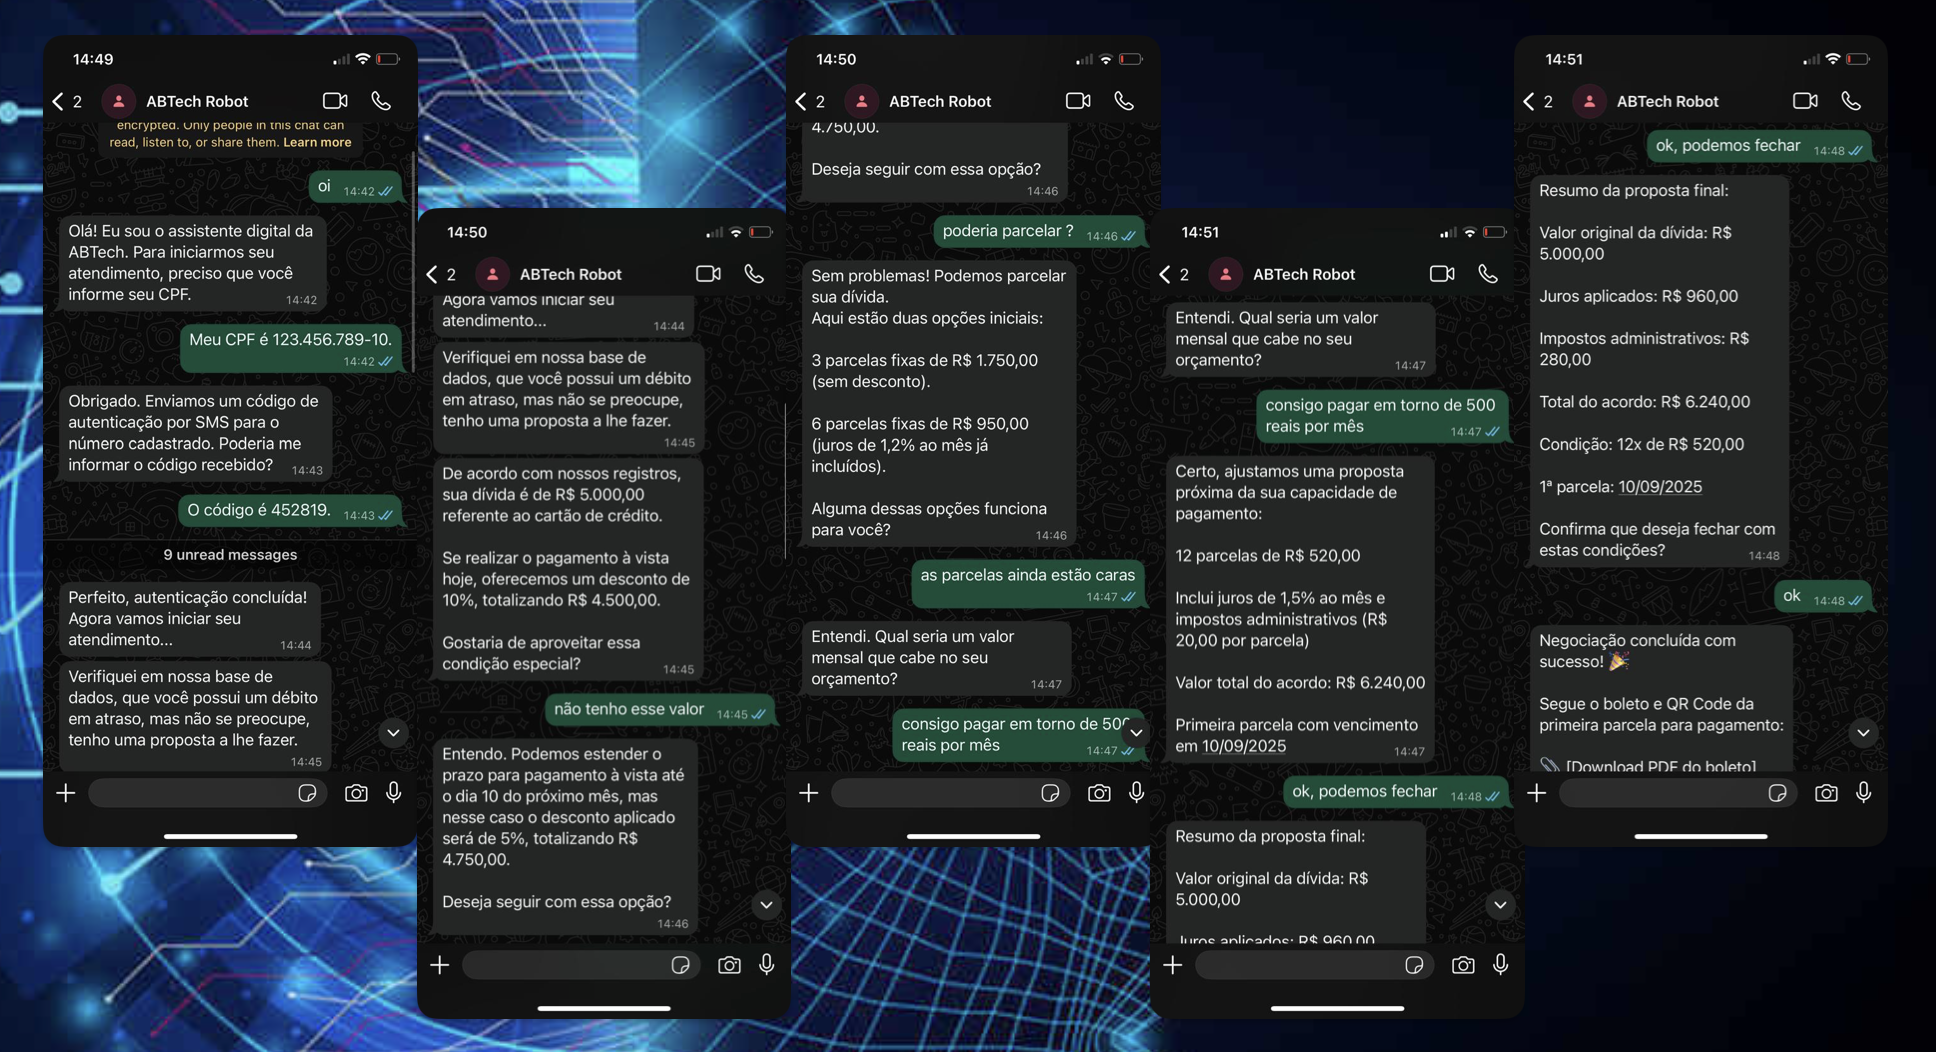 14:49
2
ABTech Robot
encrypted. Only people in this chat can
read, listen to, or share them. Learn more
oi 14:42
Olá! Eu sou o assistente digital da
ABTech. Para iniciarmos seu
atendimento, preciso que você
informe seu CPF. 14:42
Meu CPF é 123.456.789-10.
14:42
Obrigado. Enviamos um código de
autenticação por SMS para o
número cadastrado. Poderia me
informar o código recebido? 14:43
O código é 452819. 14:43
9 unread messages
Perfeito, autenticação concluída!
Agora vamos iniciar seu
atendimento... 14:44
Verifiquei em nossa base de
dados, que você possui um débito
em atraso, mas não se preocupe,
tenho uma proposta a lhe fazer.
14:45
14:50
2
ABTech Robot
Agora vamos iniciar seu
atendimento... 14:44
Verifiquei em nossa base de
dados, que você possui um débito
em atraso, mas não se preocupe,
tenho uma proposta a lhe fazer.
14:45
De acordo com nossos registros,
sua dívida é de R$ 5.000,00
referente ao cartão de crédito.
Se realizar o pagamento à vista
hoje, oferecemos um desconto de
10%, totalizando R$ 4.500,00.
Gostaria de aproveitar essa
condição especial? 14:45
não tenho esse valor 14:45
Entendo. Podemos estender o
prazo para pagamento à vista até
o dia 10 do próximo mês, mas
nesse caso o desconto aplicado
será de 5%, totalizando R$
4.750,00.
Deseja seguir com essa opção?
14:46
14:50
2
ABTech Robot
4.750,00.
Deseja seguir com essa opção?
14:46
poderia parcelar ? 14:46
Sem problemas! Podemos parcelar
sua dívida.
Aqui estão duas opções iniciais:
3 parcelas fixas de R$ 1.750,00
(sem desconto).
6 parcelas fixas de R$ 950,00
(juros de 1,2% ao mês já
incluídos).
Alguma dessas opções funciona
para você? 14:46
as parcelas ainda estão caras
14:47
Entendi. Qual seria um valor
mensal que cabe no seu
orçamento? 14:47
consigo pagar em torno de 500
reais por mês 14:47
14:51
2
ABTech Robot
Entendi. Qual seria um valor
mensal que cabe no seu
orçamento? 14:47
consigo pagar em torno de 500
reais por mês 14:47
Certo, ajustamos uma proposta
próxima da sua capacidade de
pagamento:
12 parcelas de R$ 520,00
Inclui juros de 1,5% ao mês e
impostos administrativos (R$
20,00 por parcela)
Valor total do acordo: R$ 6.240,00
Primeira parcela com vencimento
em 10/09/2025 14:47
ok, podemos fechar 14:48
Resumo da proposta final:
Valor original da dívida: R$
5.000,00
Juros aplicados: R$ 960,00
14:51
2
ABTech Robot
ok, podemos fechar 14:48
Resumo da proposta final:
Valor original da dívida: R$
5.000,00
Juros aplicados: R$ 960,00
Impostos administrativos: R$
280,00
Total do acordo: R$ 6.240,00
Condição: 12x de R$ 520,00
1ª parcela: 10/09/2025
Confirma que deseja fechar com
estas condições? 14:48
ok 14:48
Negociação concluída com
sucesso! 🎉
Segue o boleto e QR Code da
primeira parcela para pagamento:
📎 [Download PDF do boleto]